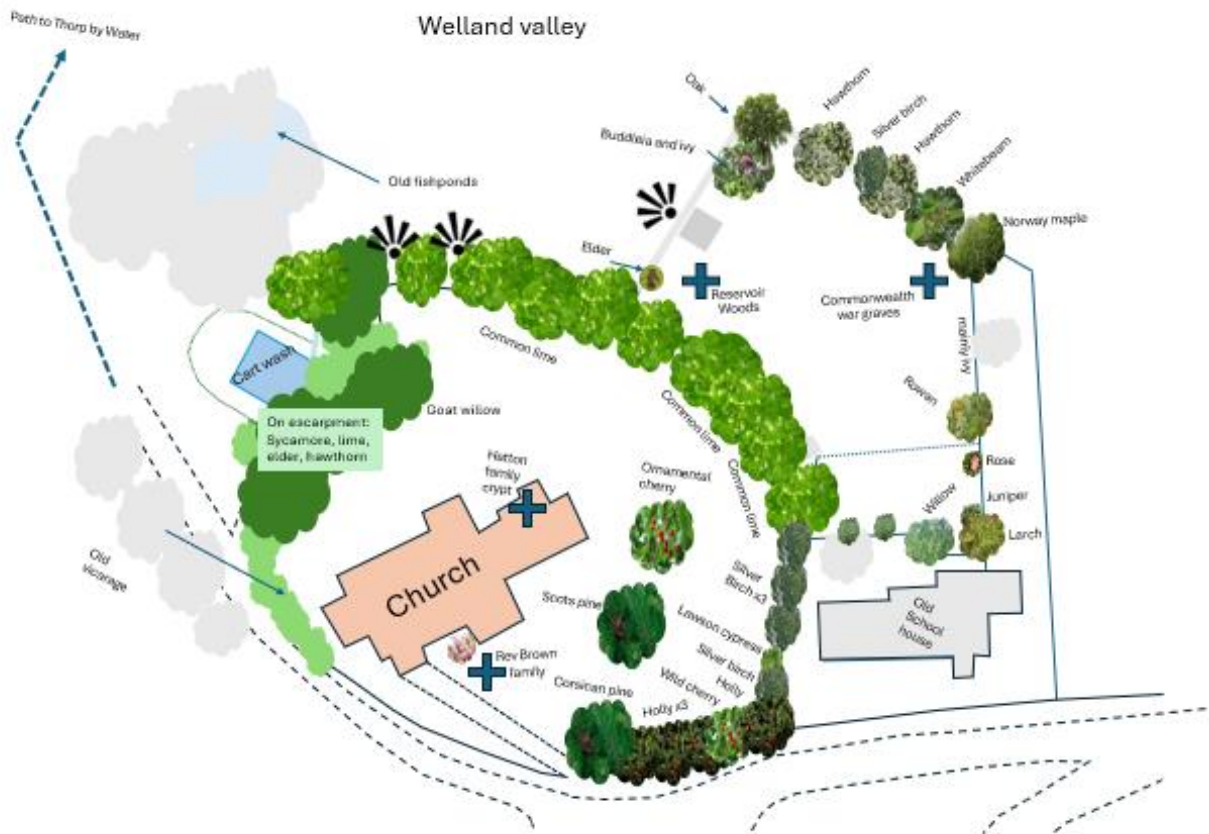 Welland valley
Path to Thorp by Water
Oak
Hawthorn
Silver birch
Hawthorn
Whitebeam
Buddleia and ivy
Old fishponds
Norway maple
Elder
Reservoir
Woods
Commonwealth
war graves
Common lime
mainly ivy
Cart wash
Rowan
Goat willow
On escarpment:
Sycamore, lime,
elder, hawthorn
Common lime
Hatton
family
crypt
Ornamental
cherry
Common lime
Rose
Willow
Juniper
Larch
Old
vicarage
Church
Silver
Birch x3
Scots pine
Old
School
house
Lawson cypress
Silver birch
Holly
Rev Brown
family
Wild cherry
Corsican pine
Holly x3